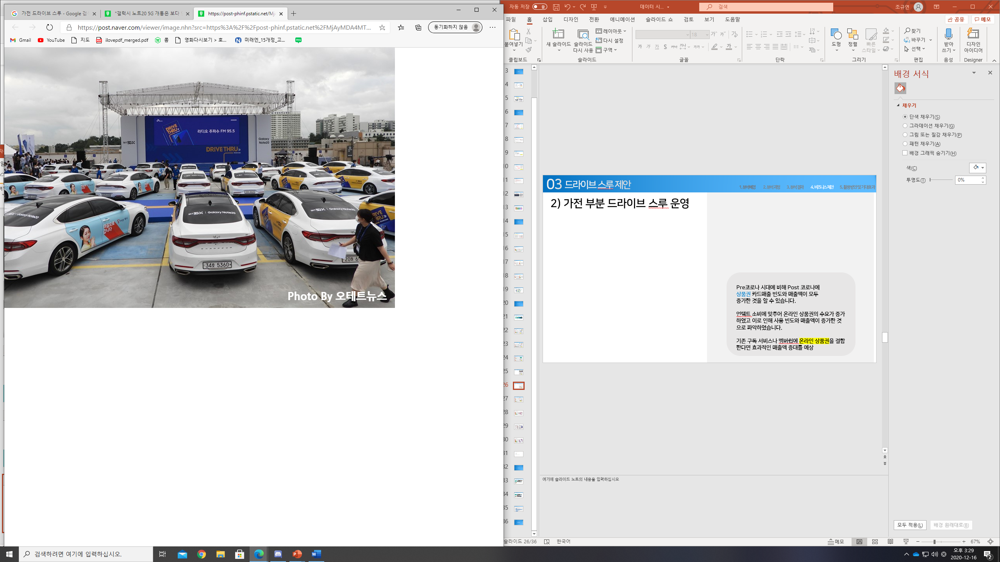 가전 드라이브 스루 - Google 검
"갤럭시 노트20 5G 개통은 보다
https://post-phinf.pstatic.net/Mj
https://post.naver.com/viewer/image.nhn?src=https%3A%2F%2Fpost-phinf.pstatic.net%2FMjAyMDA4MT...
동기화하지 않음
Gmail
YouTube
지도
ilovepdf_merged.pdf
홈
영화다시보기 > 호...
미래엔_15개정_고...
라디오 주파수 FM 95.5
DRIVE THRU
SAMSUNG
DRIVE THRU
showcase
SKT 5GX
Galaxy
Note20
SKT 5GX | Galaxy Note20
SKT 5GX | Galaxy Note20
마음으로
갑니다
T map 택시
GRANDEUR
34호 5360
20하 6
Photo By 오테트뉴스
자동 저장
끔
데이터 시...
검색
조규연
파일
홈
삽입
디자인
전환
애니메이션
슬라이드 쇼
검토
보기
도움말
공유
메모
붙여넣기
새 슬라이드
슬라이드
다시 사용
레이아웃
다시 설정
구역
18
도형
정렬
빠른
스타일
찾기
바꾸기
선택
받아
쓰기
디자인
아이디어
클립보드
슬라이드
글꼴
단락
그리기
편집
음성
Designer
3
4
5
6
7
8
9
10
11
12
13
14
15
16
17
18
19
20
21
22
23
24
25
26
27
28
29
30
31
32
33
34
35
36
03 드라이브 스루 제안
1. 분석배경
2. 분석 과정
3. 분석 결과
4. 비즈니스 제안
5. 활용방안 및 기대효과
2) 가전 부분 드라이브 스루 운영
Pre코로나 시대에 비해 Post 코로나에
상품권 카드매출 빈도와 매출액이 모두
증가한 것을 알 수 있습니다.
언택트 소비에 맞추어 온라인 상품권의 수요가 증가
하였고 이로 인해 사용 빈도와 매출액이 증가한 것
으로 파악하였습니다.
기존 구독 서비스나 멤버쉽에 온라인 상품권을 결합
한다면 효과적인 매출액 증대를 예상
여기에 슬라이드 노트의 내용을 입력하십시오
배경 서식
채우기
단색 채우기(S)
그라데이션 채우기(G)
그림 또는 질감 채우기(P)
패턴 채우기(A)
배경 그래픽 숨기기(H)
색(C)
투명도(T)
0%
모두 적용(L)
배경 원래대로(B)
슬라이드 26/36
한국어
메모
67%
검색하려면 여기에 입력하십시오.
오후 3:29
2020-12-16
2